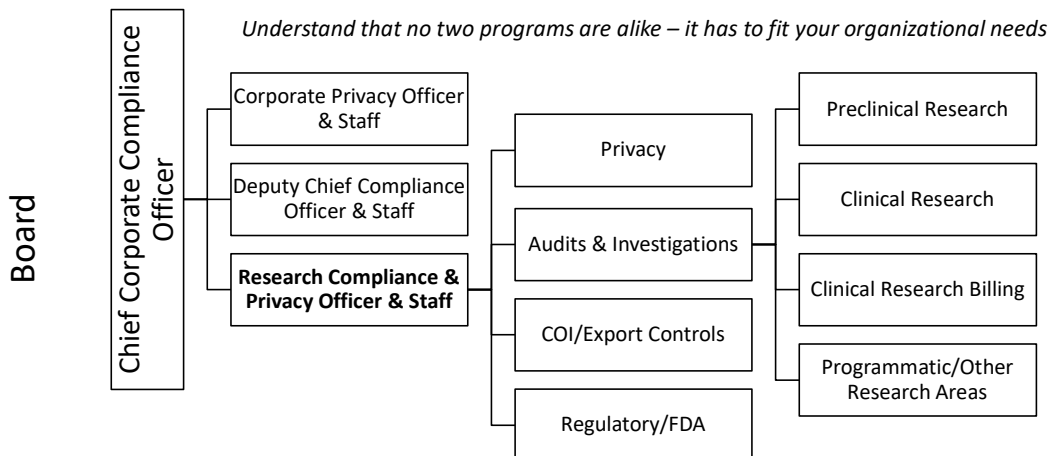 Understand that no two programs are alike – it has to fit your organizational needs
Board
Chief Corporate Compliance
Officer
Corporate Privacy Officer
& Staff
Deputy Chief Compliance
Officer & Staff
Research Compliance &
Privacy Officer & Staff
Privacy
Audits & Investigations
COI/Export Controls
Regulatory/FDA
Preclinical Research
Clinical Research
Clinical Research Billing
Programmatic/Other
Research Areas